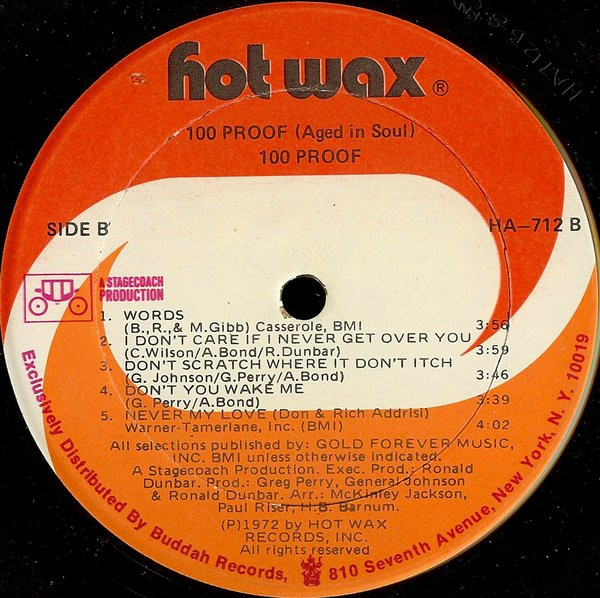 HA 712 B
hot wax ®
100 PROOF (Aged in Soul)
100 PROOF
SIDE B
HA-712 B
A STAGECOACH
PRODUCTION
1. WORDS
(B.,R.,& M.Gibb) Casserole, BMI 3:56
2. I DON'T CARE IF I NEVER GET OVER YOU
(C.Wilson/A.Bond/R.Dunbar) 3:59
3. DON'T SCRATCH WHERE IT DON'T ITCH
(G. Johnson/G.Perry/A.Bond) 3:46
4. DON'T YOU WAKE ME
(G. Perry/A.Bond) 3:39
5. NEVER MY LOVE (Don & Rich Addrisi)
Warner-Tamerlane, Inc. (BMI) 4:02
All selections published by: GOLD FOREVER MUSIC,
INC. BMI unless otherwise indicated.
A Stagecoach Production. Exec. Prod.: Ronald
Dunbar. Prod.: Greg Perry, General Johnson
& Ronald Dunbar. Arr.: McKinley Jackson,
Paul Riser, H.B. Barnum.
(P)1972 by HOT WAX
RECORDS, INC.
All rights reserved
Exclusively Distributed By Buddah Records, 810 Seventh Avenue, New York, N. Y. 10019